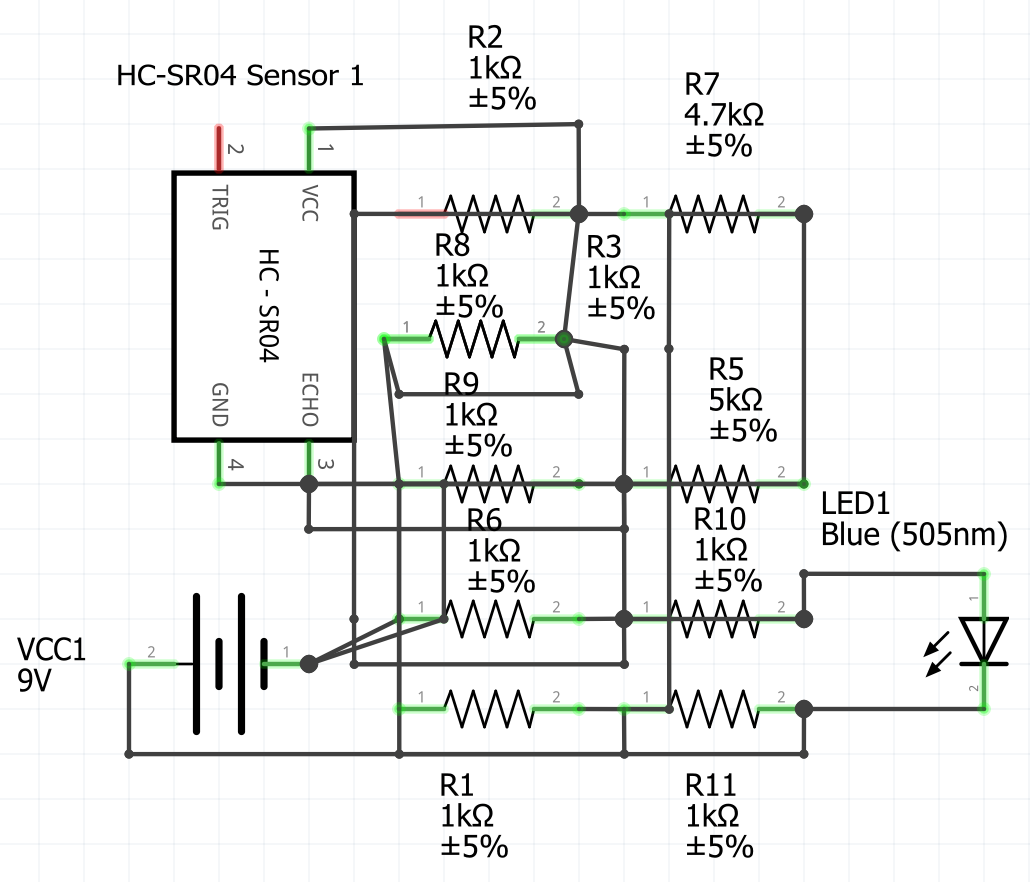 R2
1kΩ
±5%
HC-SR04 Sensor 1
R7
4.7kΩ
±5%
2
1
TRIG
VCC
HC - SR04
GND
ECHO
4
3
1
2
1
2
R8
1kΩ
±5%
R3
1kΩ
±5%
1
2
R9
1kΩ
±5%
R5
5kΩ
±5%
1
2
1
2
R6
1kΩ
±5%
R10
1kΩ
±5%
LED1
Blue (505nm)
1
2
1
2
1
2
VCC1
9V
2
1
1
2
1
2
R1
1kΩ
±5%
R11
1kΩ
±5%